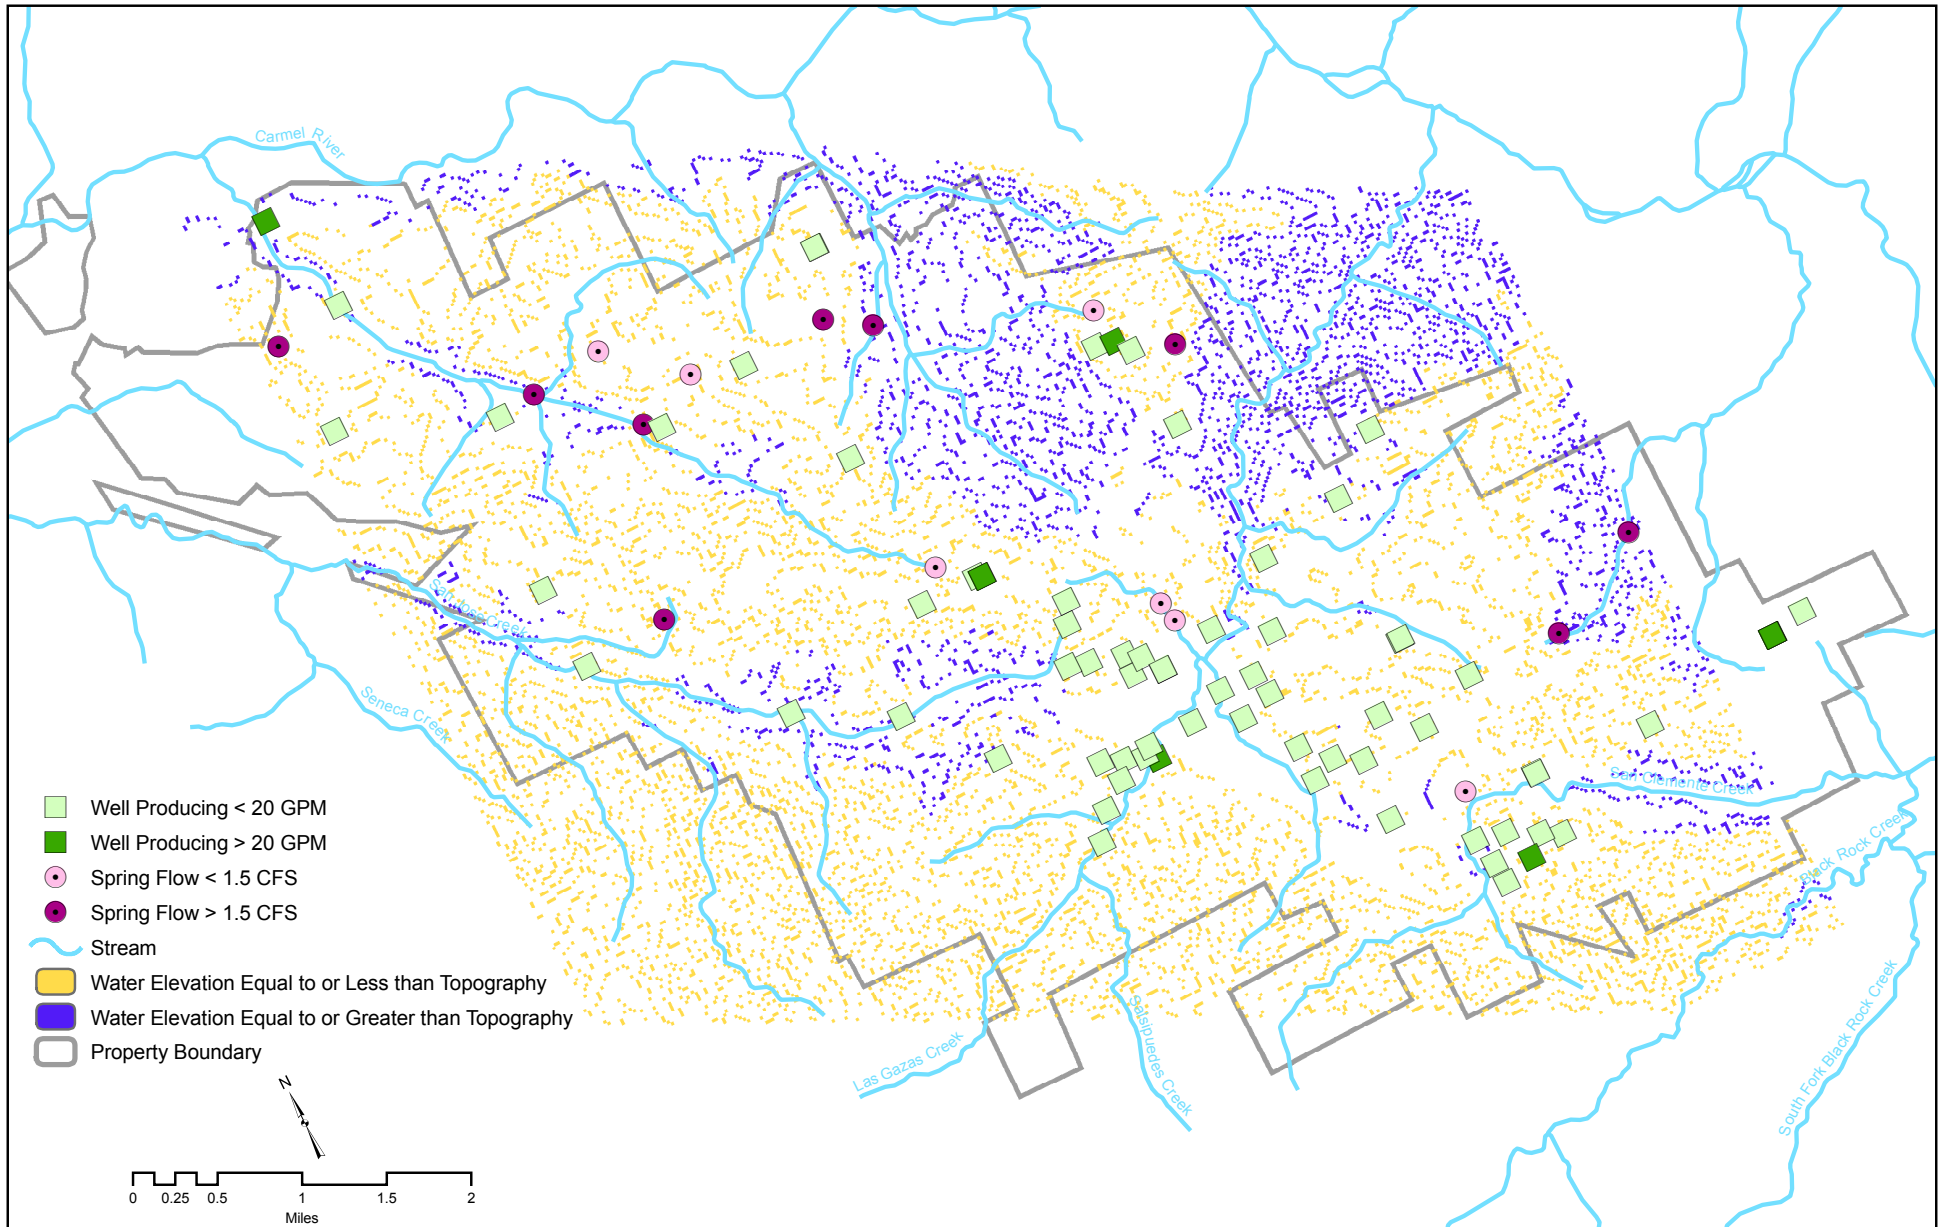 Carmel River
San Jose Creek
Seneca Creek
San Clemente Creek
Black Rock Creek
South Fork Black Rock Creek
Las Gazas Creek
Salsipuedes Creek
Well Producing < 20 GPM
Well Producing > 20 GPM
Spring Flow < 1.5 CFS
Spring Flow > 1.5 CFS
Stream
Water Elevation Equal to or Less than Topography
Water Elevation Equal to or Greater than Topography
Property Boundary
N
0 0.25 0.5 1 1.5 2
Miles